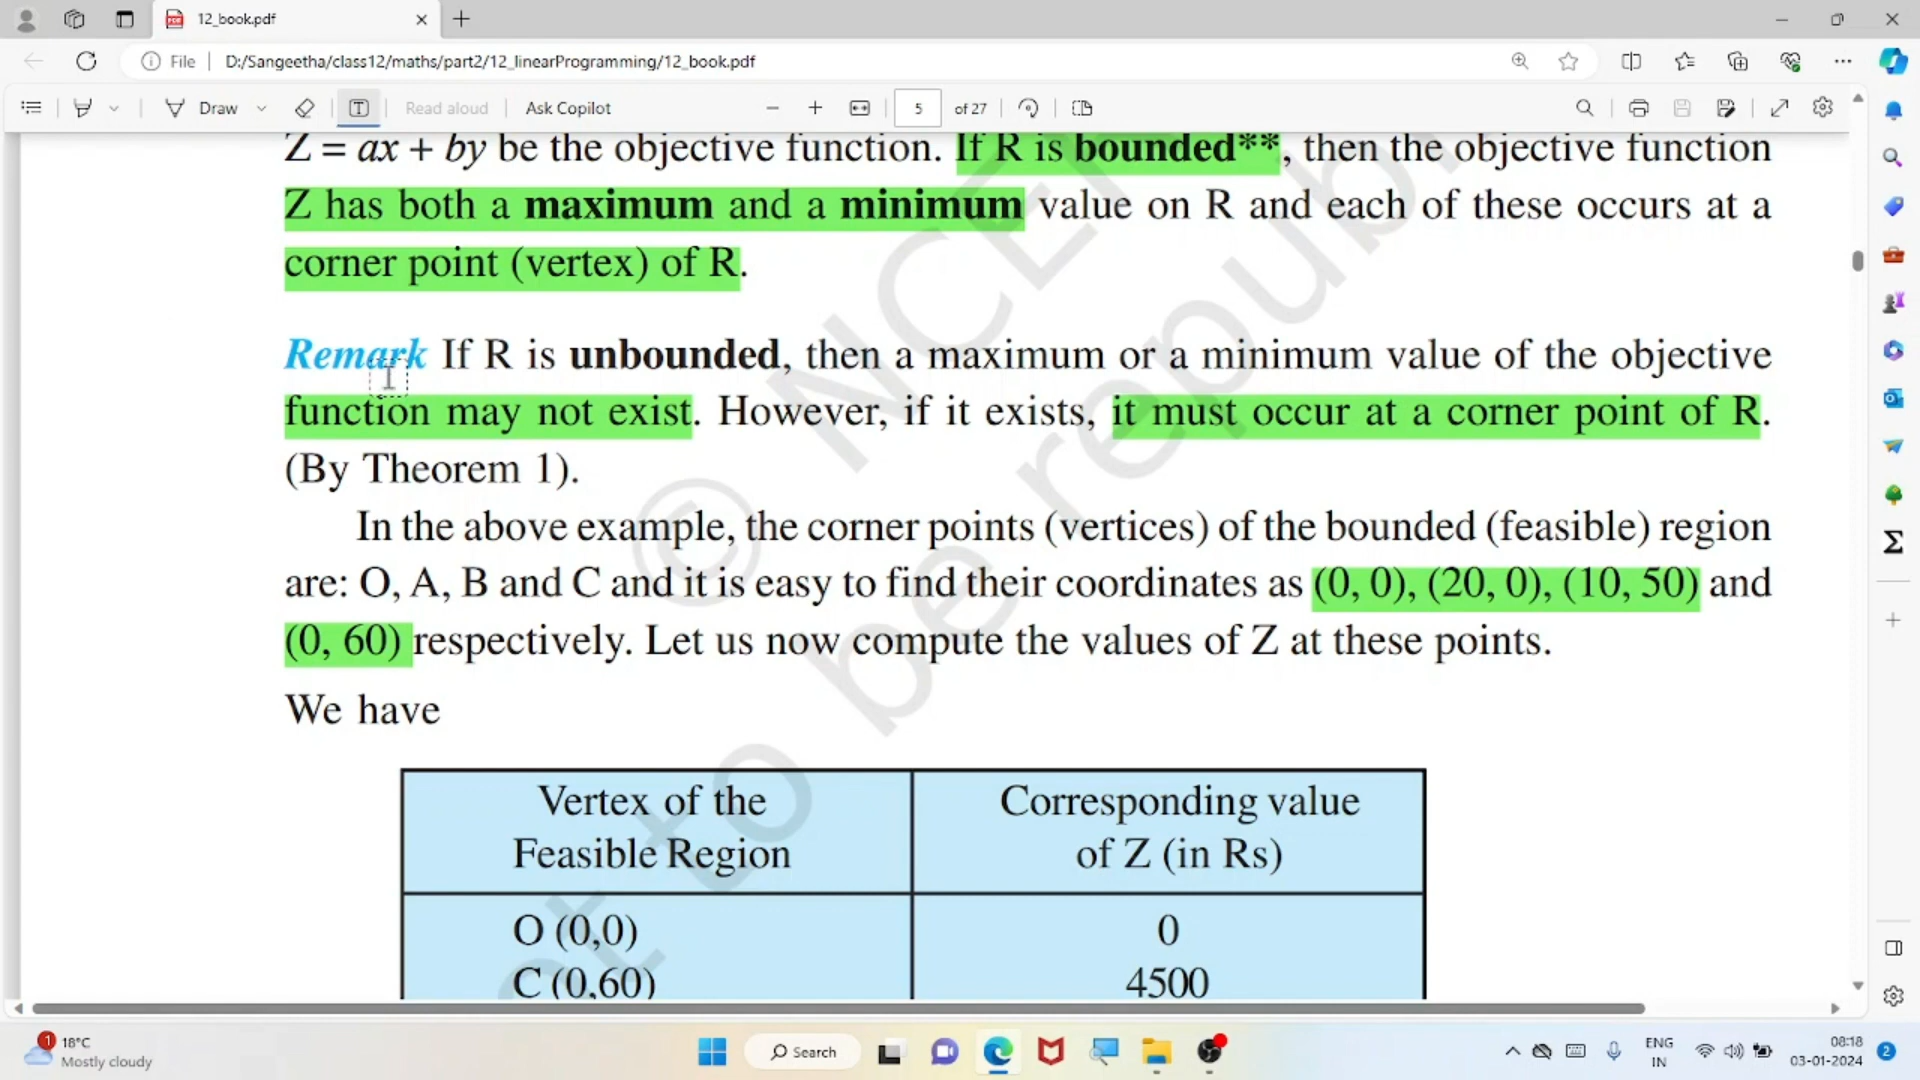 12_book.pdf
File
D:/Sangeetha/class12/maths/part2/12_linearProgramming/12_book.pdf
Draw
Read aloud
Ask Copilot
5 of 27
Z = ax + by be the objective function. If R is bounded**, then the objective function
Z has both a maximum and a minimum value on R and each of these occurs at a
corner point (vertex) of R.
Remark If R is unbounded, then a maximum or a minimum value of the objective
function may not exist. However, if it exists, it must occur at a corner point of R.
(By Theorem 1).
In the above example, the corner points (vertices) of the bounded (feasible) region
are: O, A, B and C and it is easy to find their coordinates as (0, 0), (20, 0), (10, 50) and
(0, 60) respectively. Let us now compute the values of Z at these points.
We have
Vertex of the
Feasible Region
Corresponding value
of Z (in Rs)
O (0,0) 0
C (0,60) 4500
1
18°C
Mostly cloudy
Search
ENG
IN
08:18
03-01-2024
2